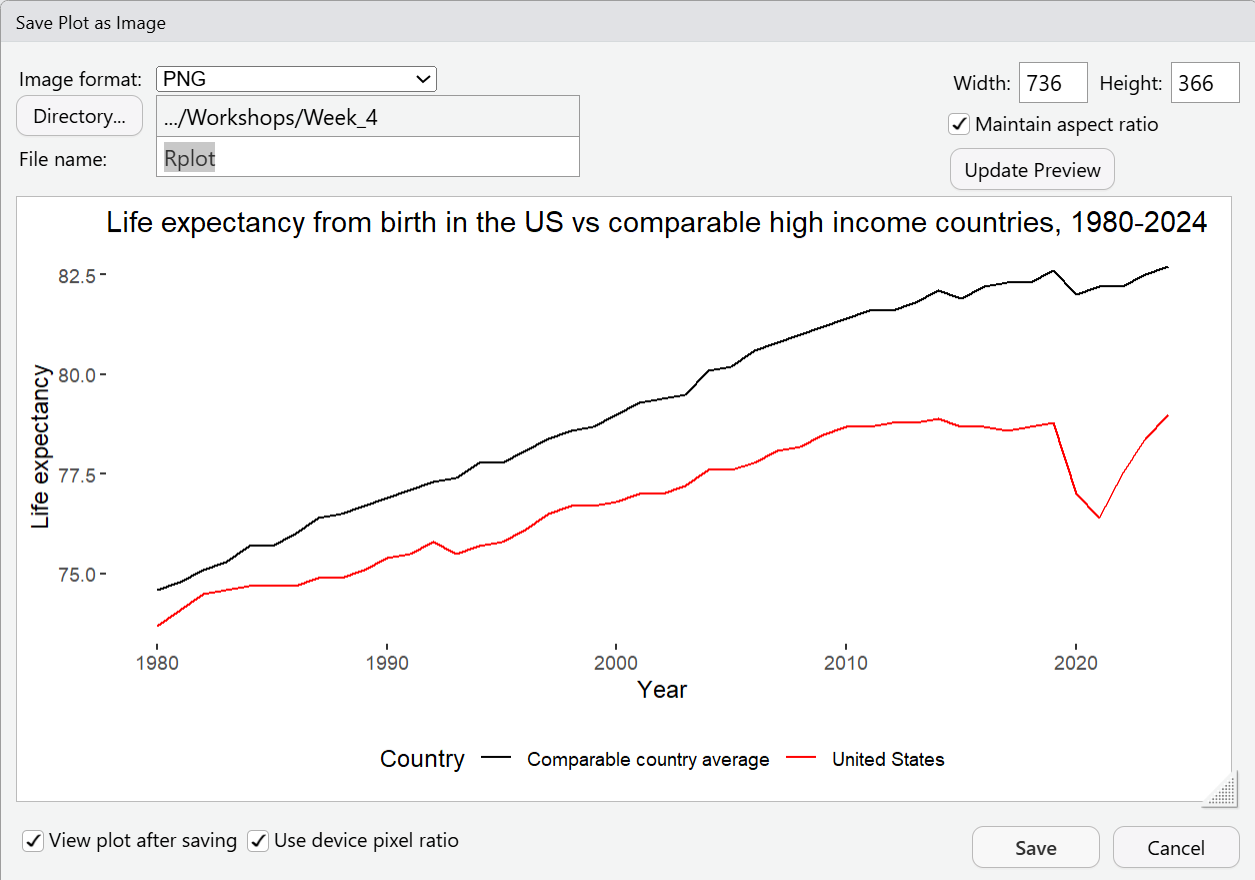 Save Plot as Image
Image format: PNG
Width: 736 Height: 366
Directory... .../Workshops/Week_4
Maintain aspect ratio
File name: Rplot
Update Preview
Life expectancy from birth in the US vs comparable high income countries, 1980-2024
Life expectancy
82.5
80.0
77.5
75.0
1980 1990 2000 2010 2020
Year
Country Comparable country average United States
View plot after saving Use device pixel ratio
Save Cancel